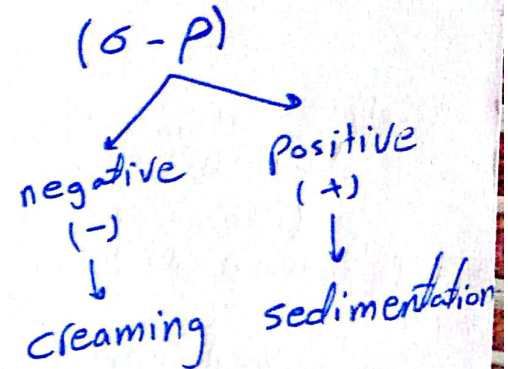 (σ - ρ)
negative
(-)
↓
creaming
positive
(+)
↓
sedimentation